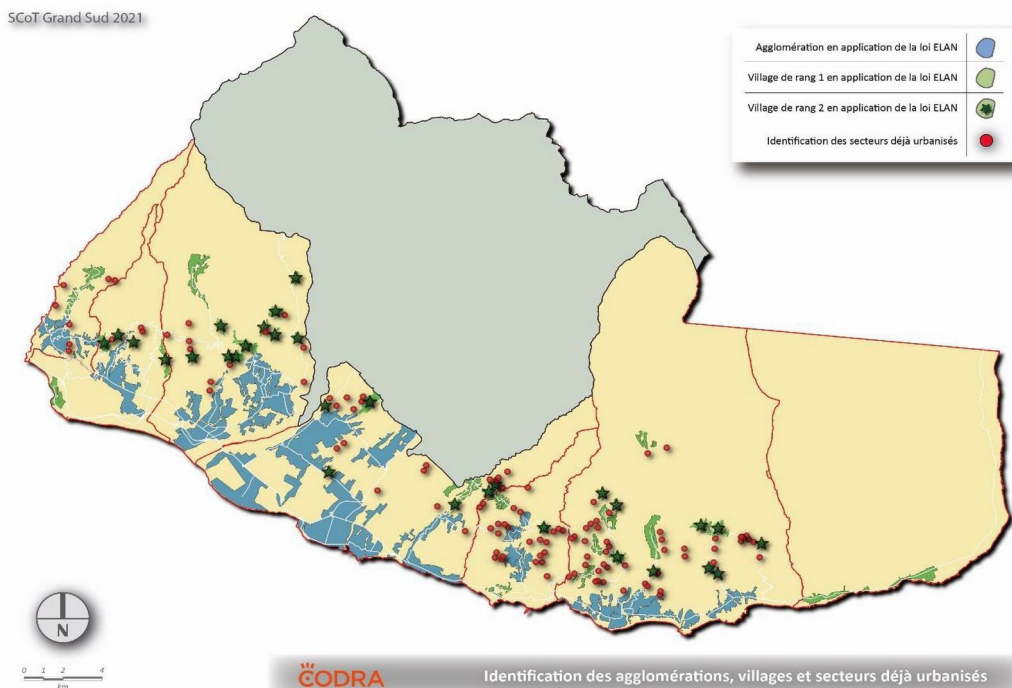 SCoT Grand Sud 2021
Agglomération en application de la loi ELAN
Village de rang 1 en application de la loi ELAN
Village de rang 2 en application de la loi ELAN
Identification des secteurs déjà urbanisés
N
0 1 2 4
km
CODRA
Identification des agglomérations, villages et secteurs déjà urbanisés